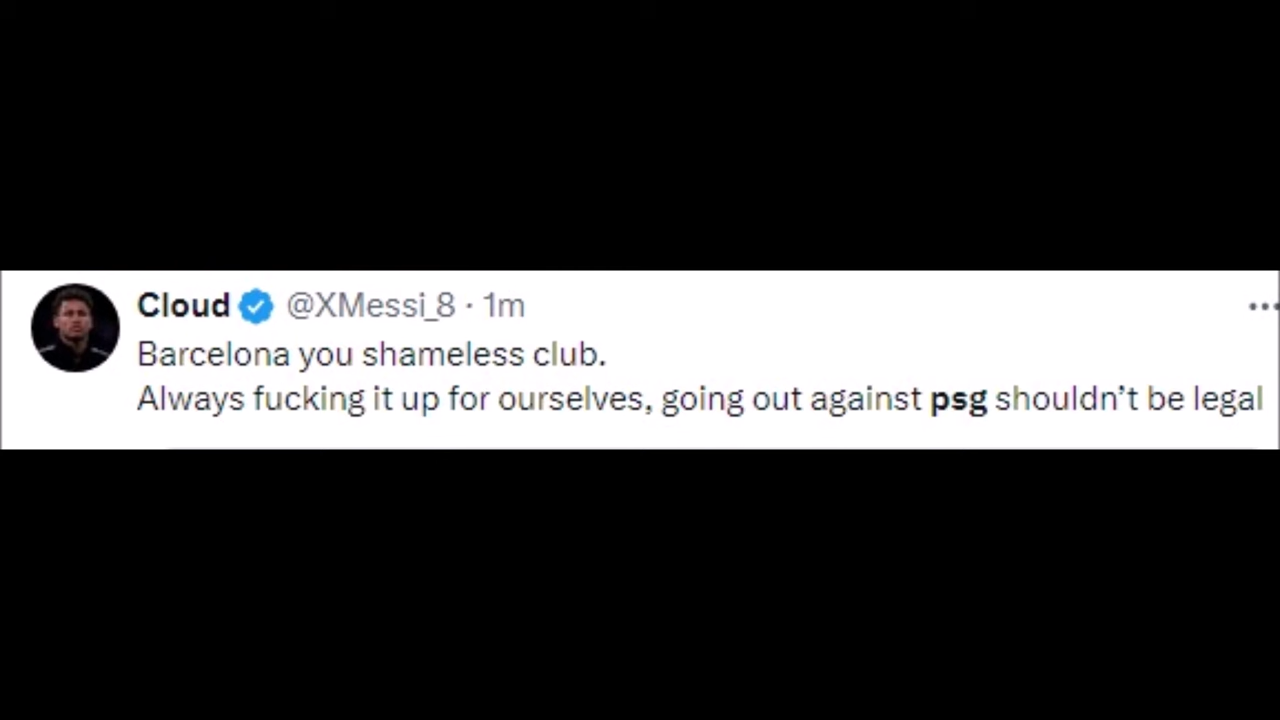 Cloud @XMessi_8 · 1m
Barcelona you shameless club.
Always fucking it up for ourselves, going out against psg shouldn’t be legal